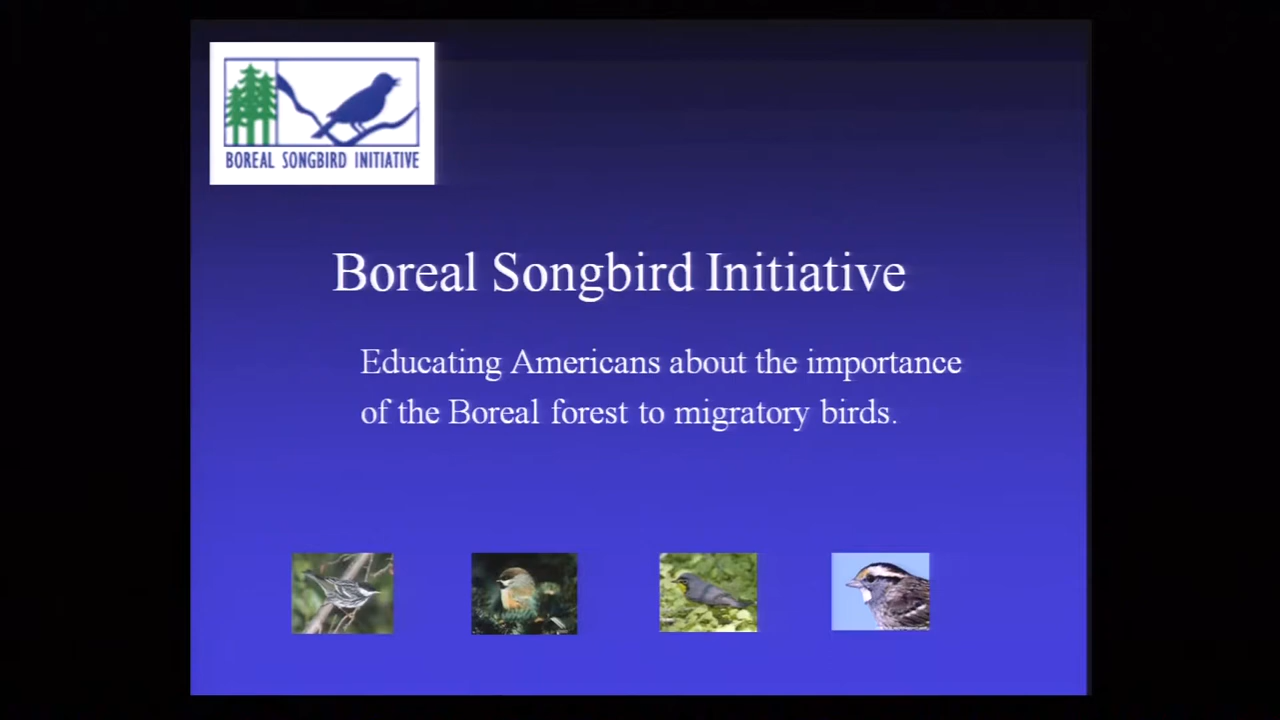 BOREAL SONGBIRD INITIATIVE
Boreal Songbird Initiative
Educating Americans about the importance
of the Boreal forest to migratory birds.